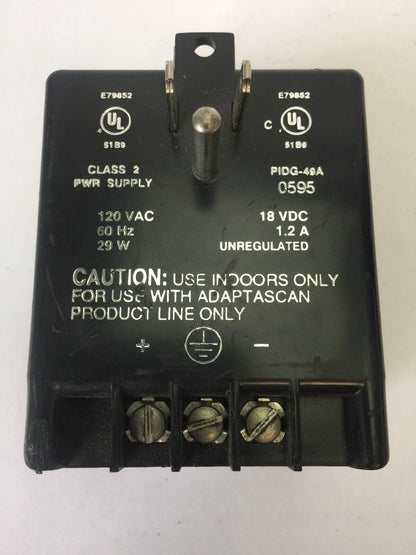 E79852
UL
51B9
CLASS 2
PWR SUPPLY
120 VAC
60 Hz
29 W
E79852
C UL
51B9
PIDG-49A
0595
18 VDC
1.2 A
UNREGULATED
CAUTION: USE INDOORS ONLY
FOR USE WITH ADAPTASCAN
PRODUCT LINE ONLY
+ −